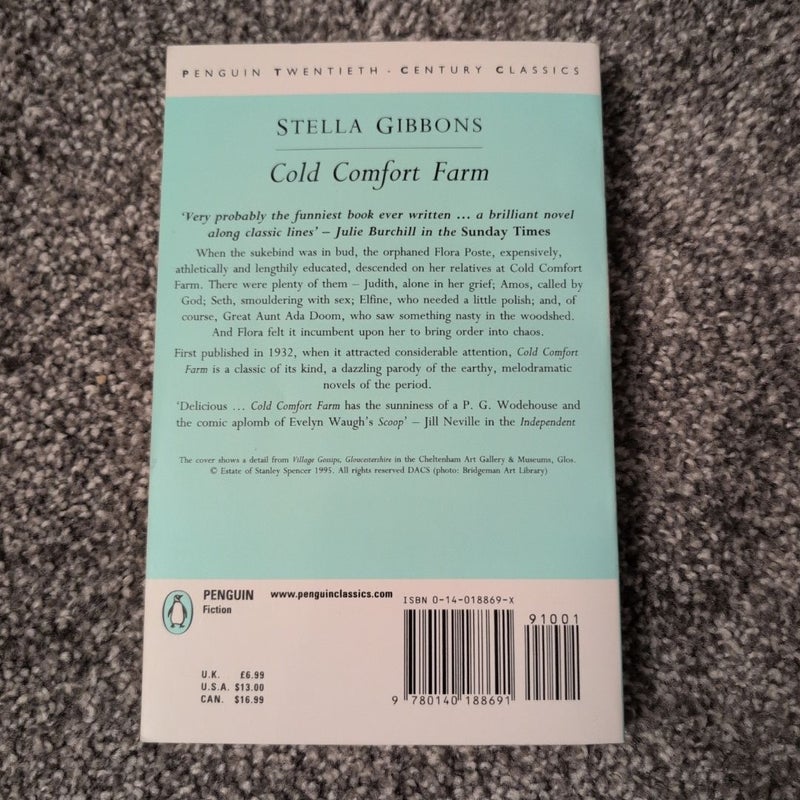 PENGUIN TWENTIETH · CENTURY CLASSICS
STELLA GIBBONS
Cold Comfort Farm
‘Very probably the funniest book ever written ... a brilliant novel
along classic lines’ – Julie Burchill in the Sunday Times
When the sukebind was in bud, the orphaned Flora Poste, expensively,
athletically and lengthily educated, descended on her relatives at Cold Comfort
Farm. There were plenty of them – Judith, alone in her grief; Amos, called by
God; Seth, smouldering with sex; Elfine, who needed a little polish; and, of
course, Great Aunt Ada Doom, who saw something nasty in the woodshed.
And Flora felt it incumbent upon her to bring order into chaos.
First published in 1932, when it attracted considerable attention, Cold Comfort
Farm is a classic of its kind, a dazzling parody of the earthy, melodramatic
novels of the period.
‘Delicious ... Cold Comfort Farm has the sunniness of a P. G. Wodehouse and
the comic aplomb of Evelyn Waugh's Scoop’ – Jill Neville in the Independent
The cover shows a detail from Village Gossips, Gloucestershire in the Cheltenham Art Gallery & Museums, Glos.
© Estate of Stanley Spencer 1995. All rights reserved DACS (photo: Bridgeman Art Library)
PENGUIN
Fiction
www.penguinclassics.com
ISBN 0-14-018869-X
91001
9 780140 188691
U.K. £6.99
U.S.A. $13.00
CAN. $16.99